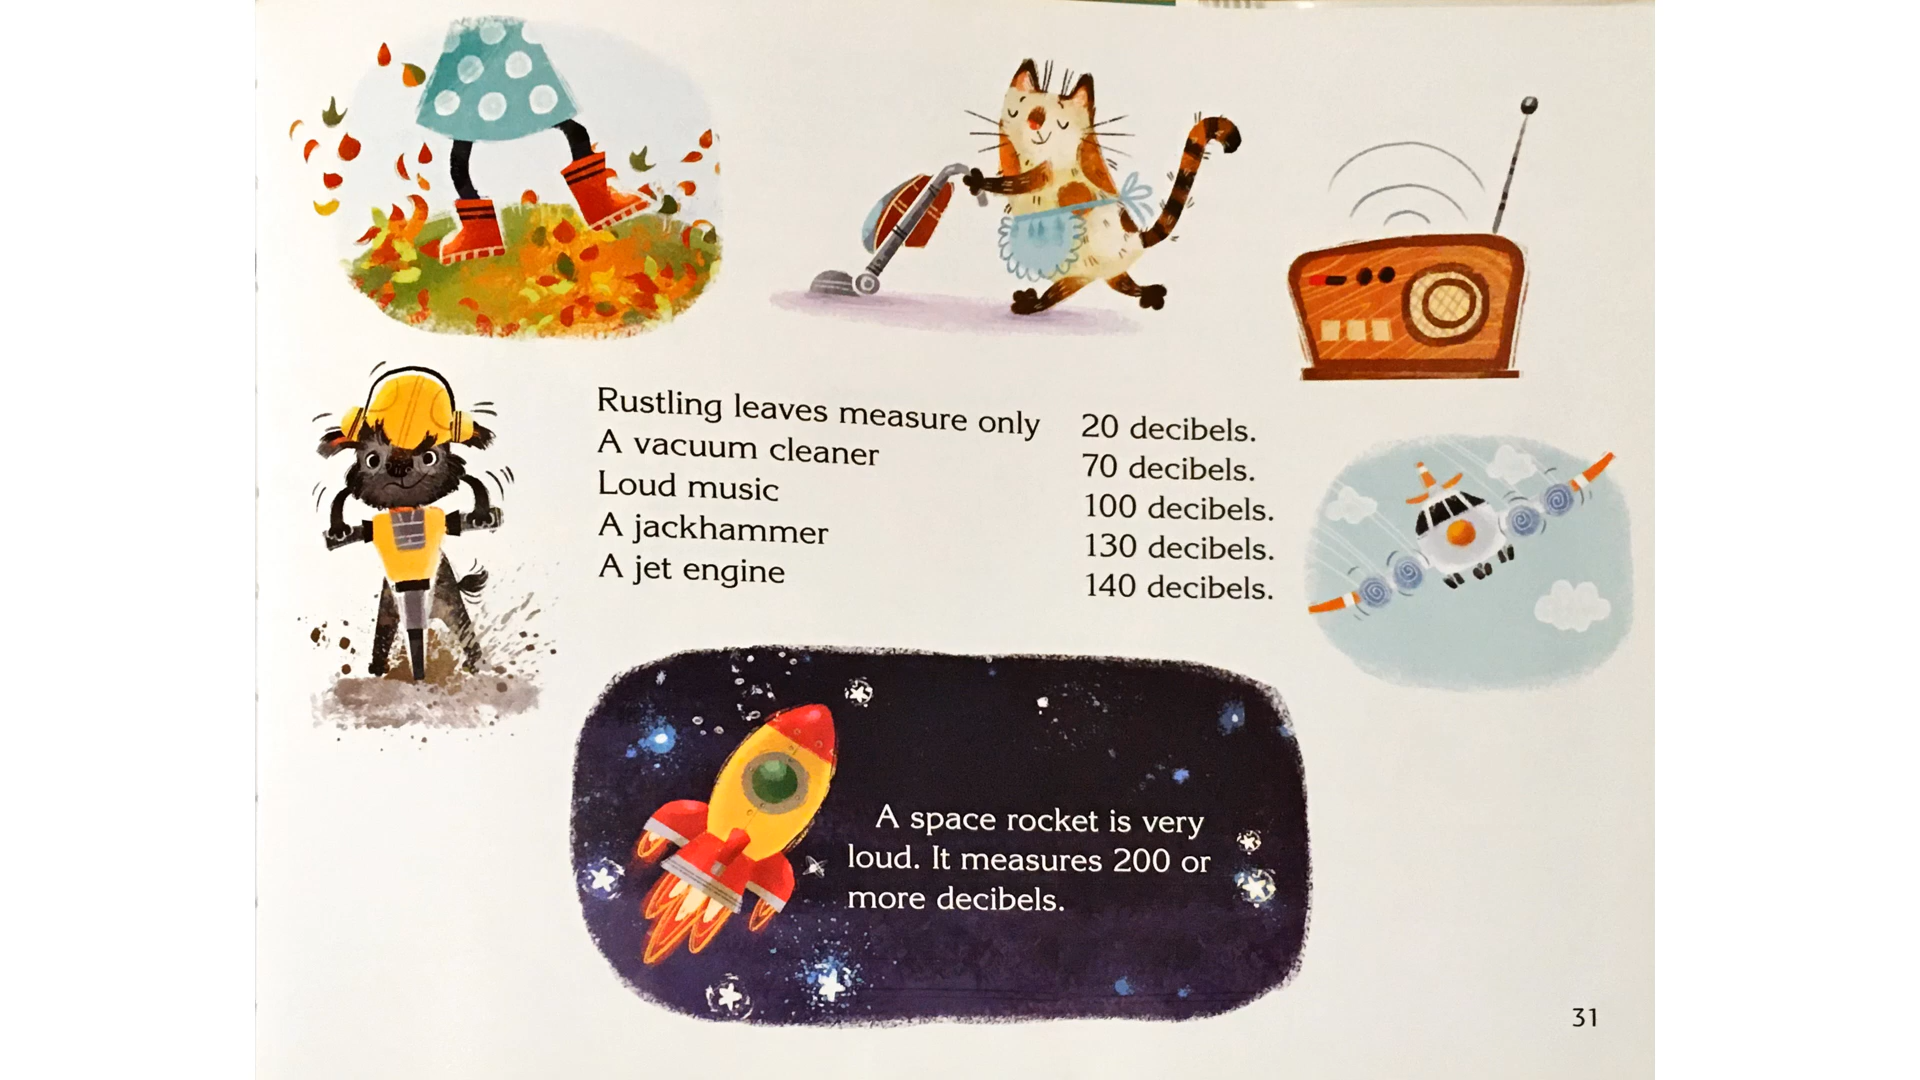 Rustling leaves measure only 20 decibels.
A vacuum cleaner 70 decibels.
Loud music 100 decibels.
A jackhammer 130 decibels.
A jet engine 140 decibels.
A space rocket is very
loud. It measures 200 or
more decibels.
31